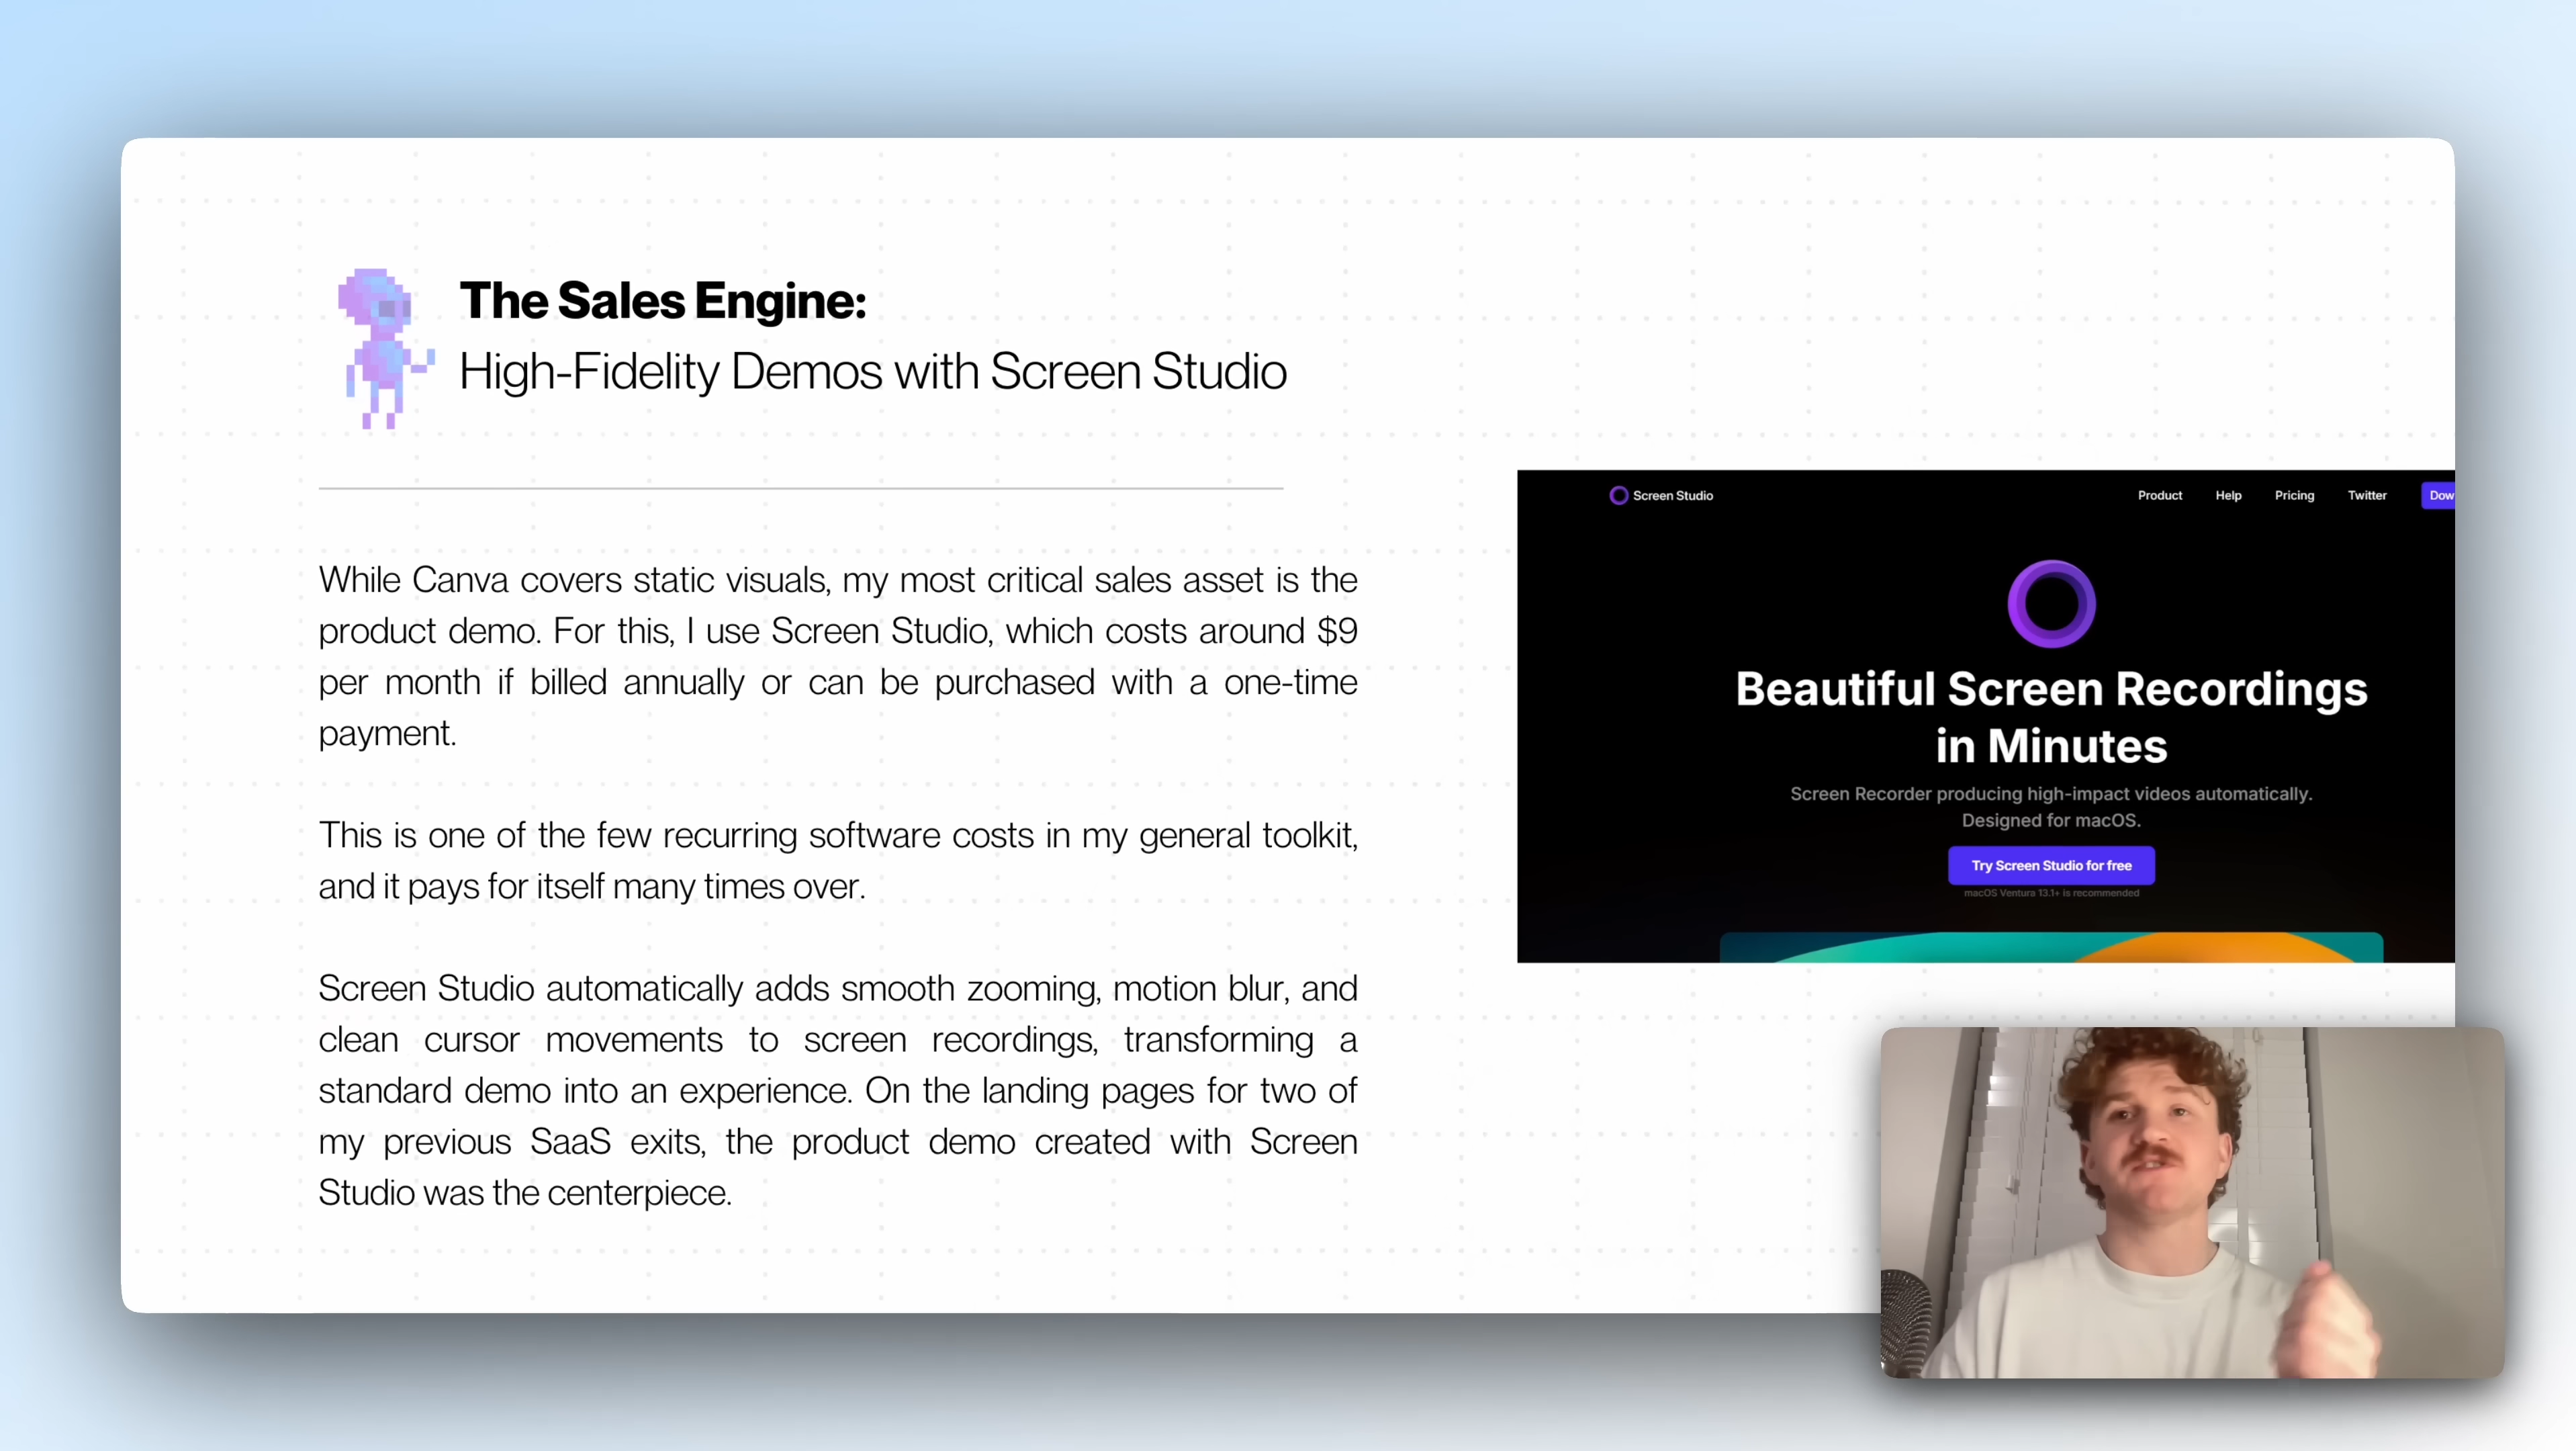 The Sales Engine:
High-Fidelity Demos with Screen Studio
While Canva covers static visuals, my most critical sales asset is the
product demo. For this, I use Screen Studio, which costs around $9
per month if billed annually or can be purchased with a one-time
payment.
This is one of the few recurring software costs in my general toolkit,
and it pays for itself many times over.
Screen Studio automatically adds smooth zooming, motion blur, and
clean cursor movements to screen recordings, transforming a
standard demo into an experience. On the landing pages for two of
my previous SaaS exits, the product demo created with Screen
Studio was the centerpiece.
Screen Studio
Product Help Pricing Twitter Dow
Beautiful Screen Recordings
in Minutes
Screen Recorder producing high-impact videos automatically.
Designed for macOS.
Try Screen Studio for free
macOS Ventura 13.1+ is recommended